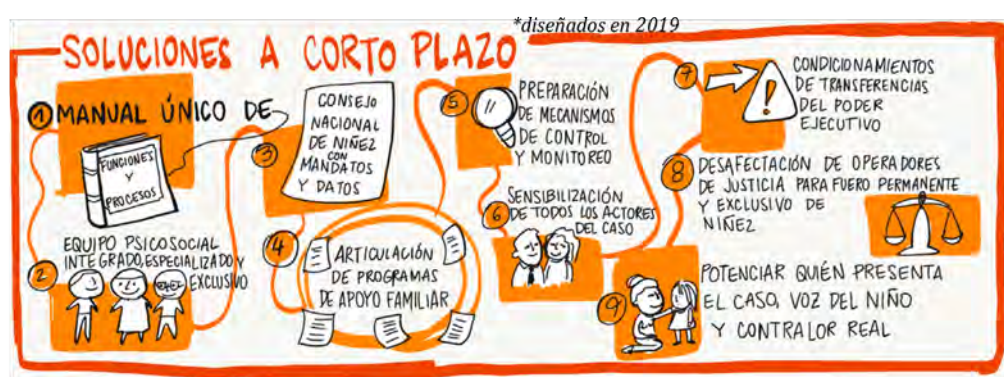 *diseñados en 2019
SOLUCIONES A CORTO PLAZO
1 MANUAL ÚNICO DE
FUNCIONES
Y
PROCESOS
2 EQUIPO PSICOSOCIAL
INTEGRADO, ESPECIALIZADO Y
EXCLUSIVO
3 CONSEJO
NACIONAL
DE NIÑEZ
CON
MANDATOS
Y DATOS
4 ARTICULACIÓN
DE PROGRAMAS
DE APOYO FAMILIAR
5 PREPARACIÓN
DE MECANISMOS
DE CONTROL
Y MONITOREO
6 SENSIBILIZACIÓN
DE TODOS LOS ACTORES
DEL CASO
7 CONDICIONAMIENTOS
DE TRANSFERENCIAS
DEL PODER
EJECUTIVO
8 DESAFECTACIÓN DE OPERADORES
DE JUSTICIA PARA FUERO PERMANENTE
Y EXCLUSIVO DE
NIÑEZ
9 POTENCIAR QUIÉN PRESENTA
EL CASO, VOZ DEL NIÑO
Y CONTRALOR REAL